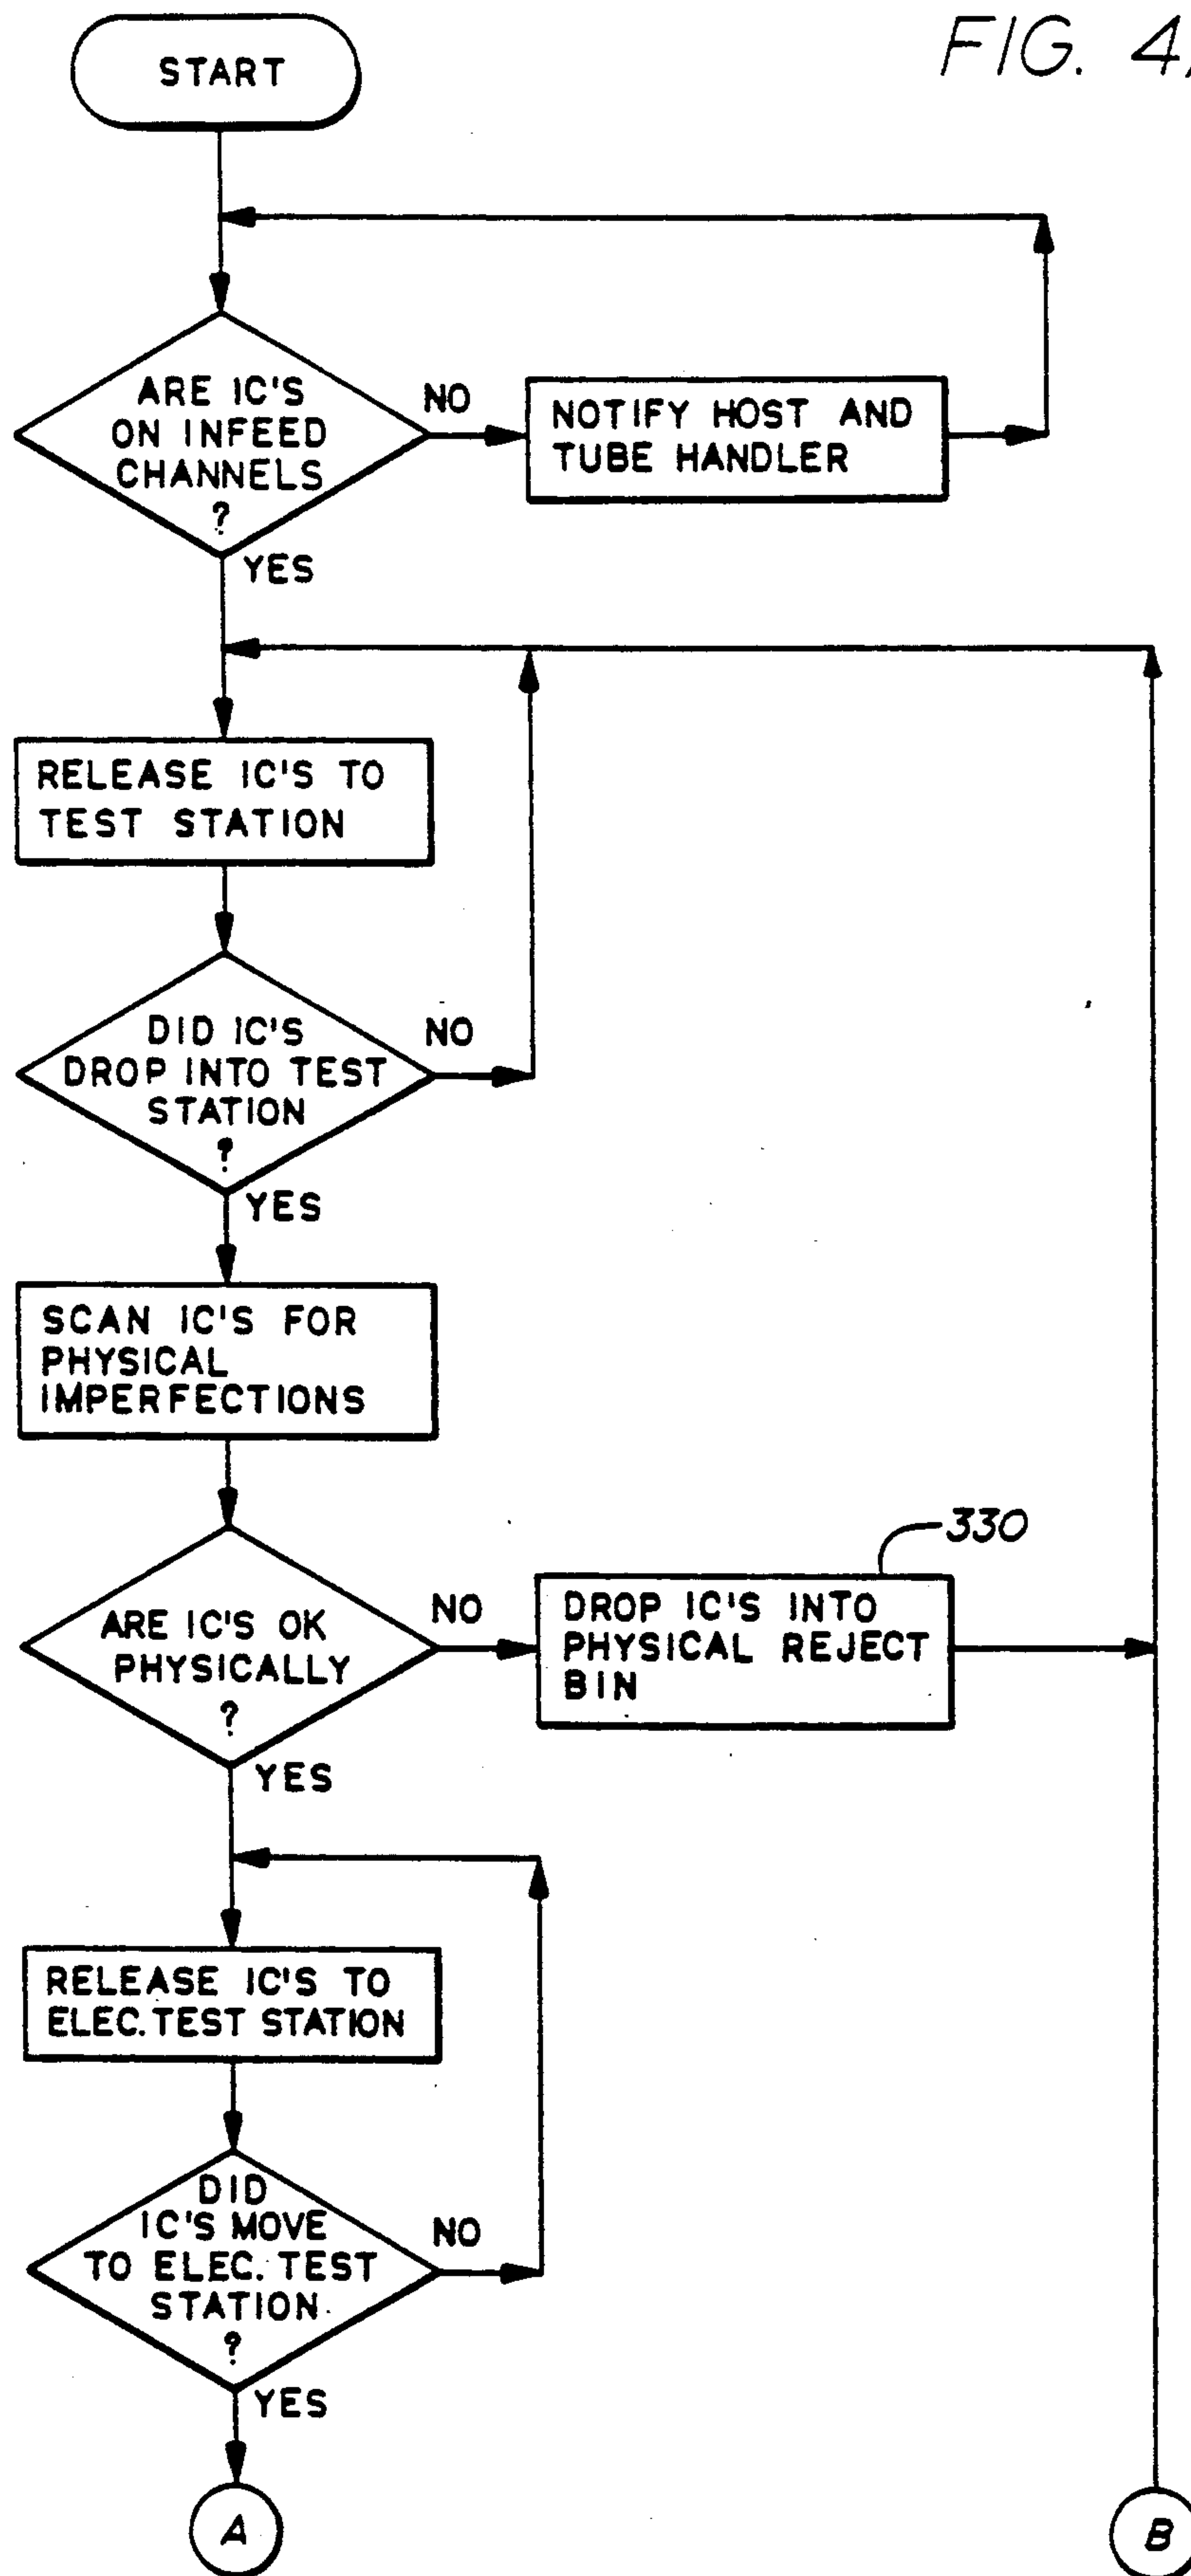 FIG. 4
START
ARE IC'S
ON INFEED
CHANNELS
?
NO
NOTIFY HOST AND
TUBE HANDLER
YES
RELEASE IC'S TO
TEST STATION
DID IC'S
DROP INTO TEST
STATION
?
NO
YES
SCAN IC'S FOR
PHYSICAL
IMPERFECTIONS
330
ARE IC'S OK
PHYSICALLY
?
NO
DROP IC'S INTO
PHYSICAL REJECT
BIN
YES
RELEASE IC'S TO
ELEC. TEST STATION
DID
IC'S MOVE
TO ELEC. TEST
STATION
?
NO
YES
A
B